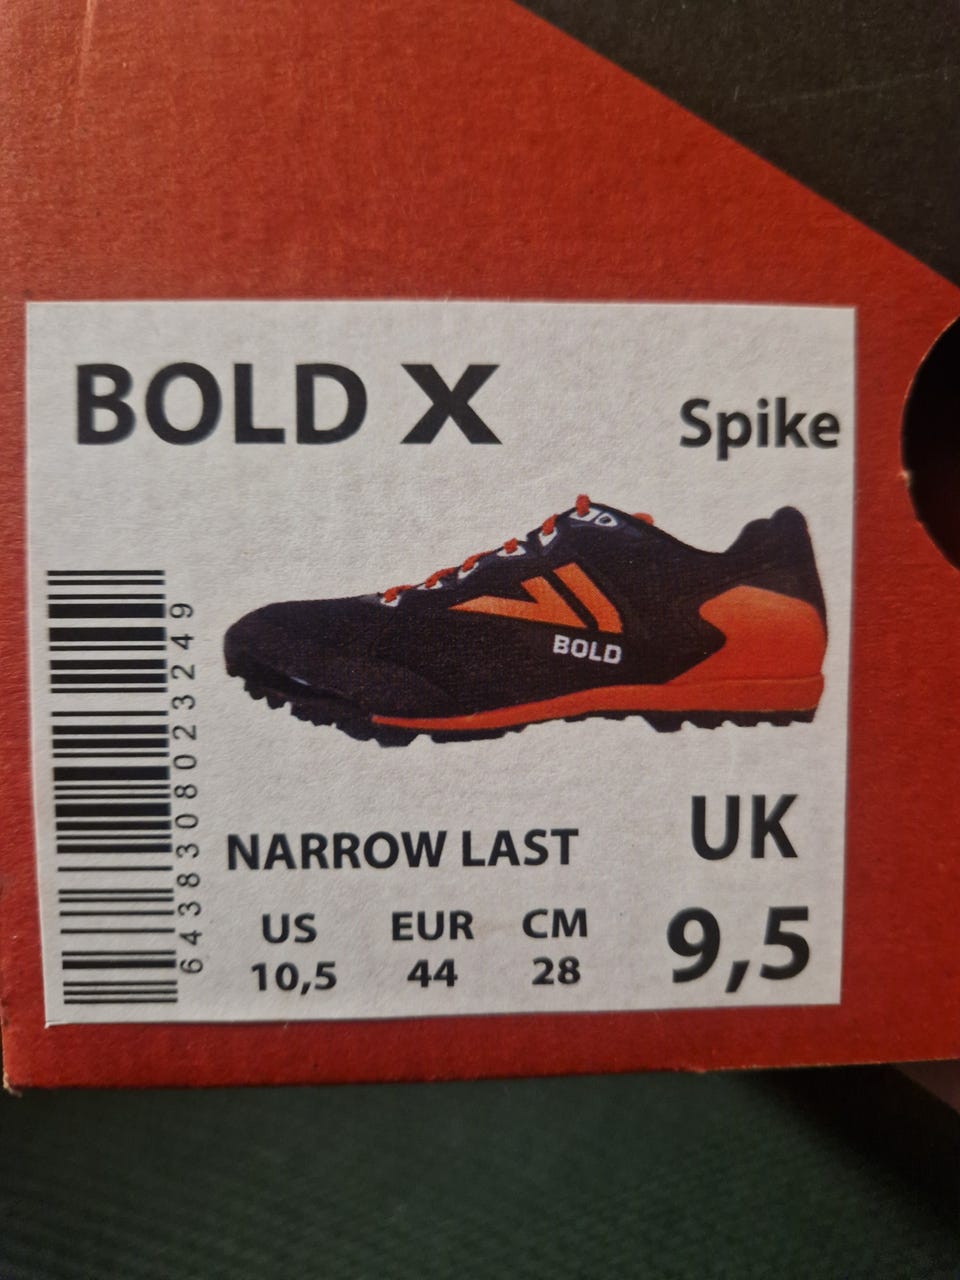 BOLD X
Spike
BOLD
6438308023249
NARROW LAST
US EUR CM
10,5 44 28
UK
9,5